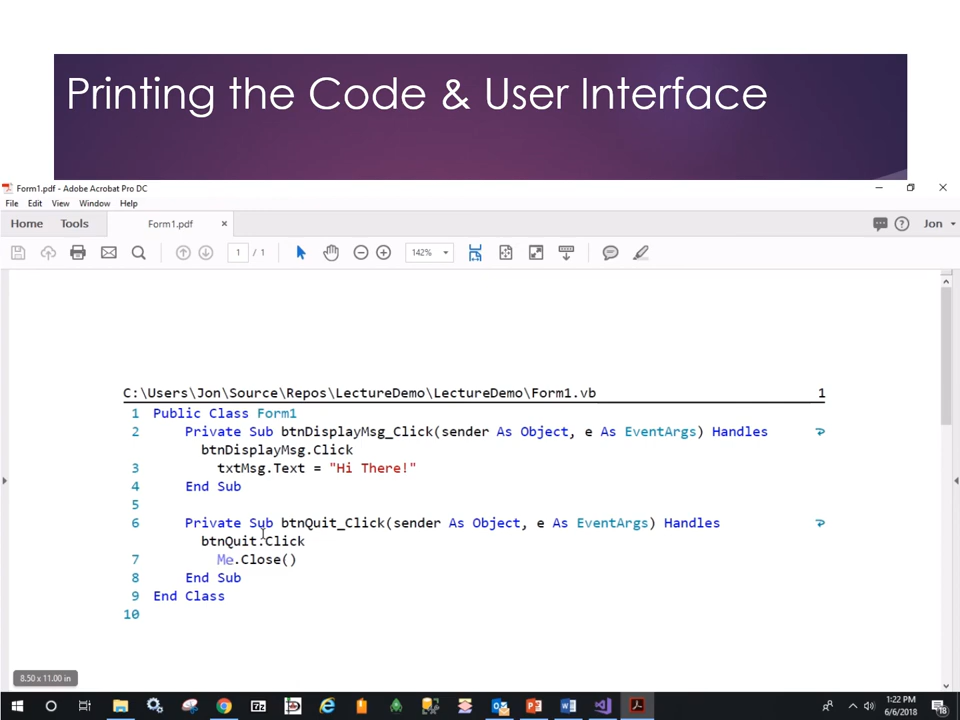 Printing the Code & User Interface
Form1.pdf - Adobe Acrobat Pro DC
File Edit View Window Help
Home Tools Form1.pdf × Jon
1 / 1 142%
C:\Users\Jon\Source\Repos\LectureDemo\LectureDemo\Form1.vb 1
1 Public Class Form1
2 Private Sub btnDisplayMsg_Click(sender As Object, e As EventArgs) Handles
btnDisplayMsg.Click
3 txtMsg.Text = "Hi There!"
4 End Sub
5
6 Private Sub btnQuit_Click(sender As Object, e As EventArgs) Handles
btnQuit.Click
7 Me.Close()
8 End Sub
9 End Class
10
8.50 x 11.00 in
1:22 PM
6/6/2018
18